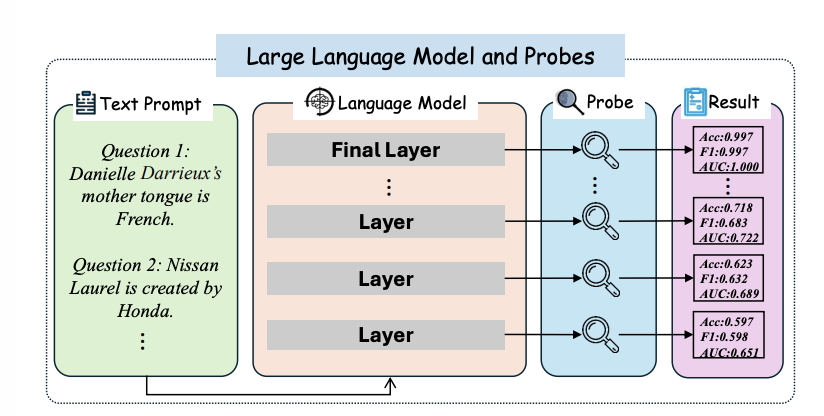 Large Language Model and Probes
Text Prompt
Language Model
Probe
Result
Question 1:
Danielle Darrieux’s
mother tongue is
French.
Question 2: Nissan
Laurel is created by
Honda.
⋮
Final Layer
⋮
Layer
Layer
Layer
⋮
Acc:0.997
F1:0.997
AUC:1.000
⋮
Acc:0.718
F1:0.683
AUC:0.722
Acc:0.623
F1:0.632
AUC:0.689
Acc:0.597
F1:0.598
AUC:0.651